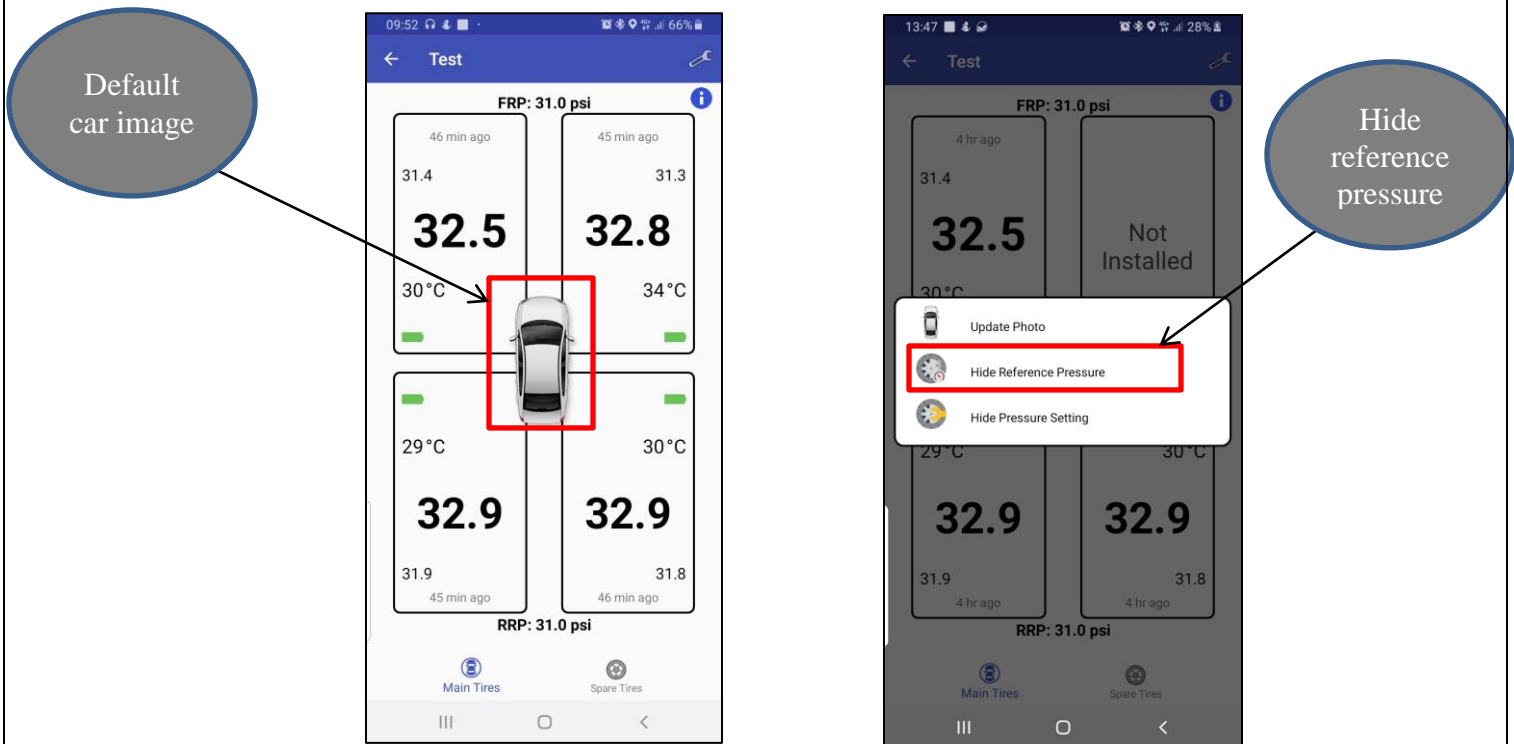 Default
car image
09:52
66%
Test
FRP: 31.0 psi
46 min ago
45 min ago
31.4
31.3
32.5
32.8
30°C
34°C
29°C
30°C
32.9
32.9
31.9
31.8
45 min ago
46 min ago
RRP: 31.0 psi
Main Tires
Spare Tires
13:47
28%
Test
FRP: 31.0 psi
4 hr ago
31.4
32.5
Not
Installed
30°C
Update Photo
Hide Reference Pressure
Hide Pressure Setting
29°C
30°C
32.9
32.9
31.9
31.8
4 hr ago
4 hr ago
RRP: 31.0 psi
Main Tires
Spare Tires
Hide
reference
pressure